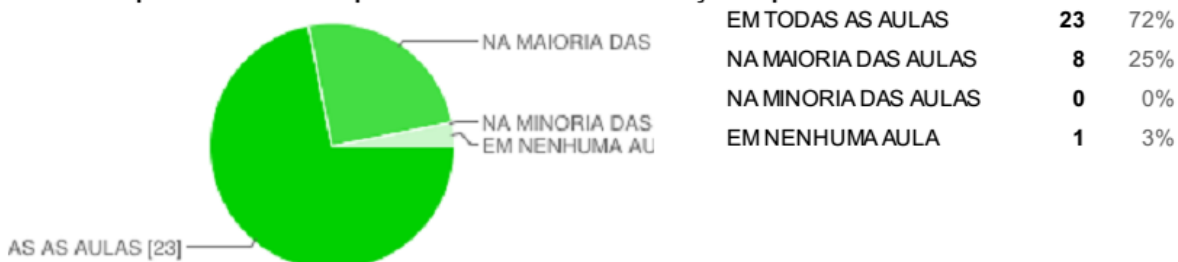 NA MAIORIA DAS
NA MINORIA DAS
EM NENHUMA AU
AS AS AULAS [23]
EM TODAS AS AULAS 23 72%
NA MAIORIA DAS AULAS 8 25%
NA MINORIA DAS AULAS 0 0%
EM NENHUMA AULA 1 3%